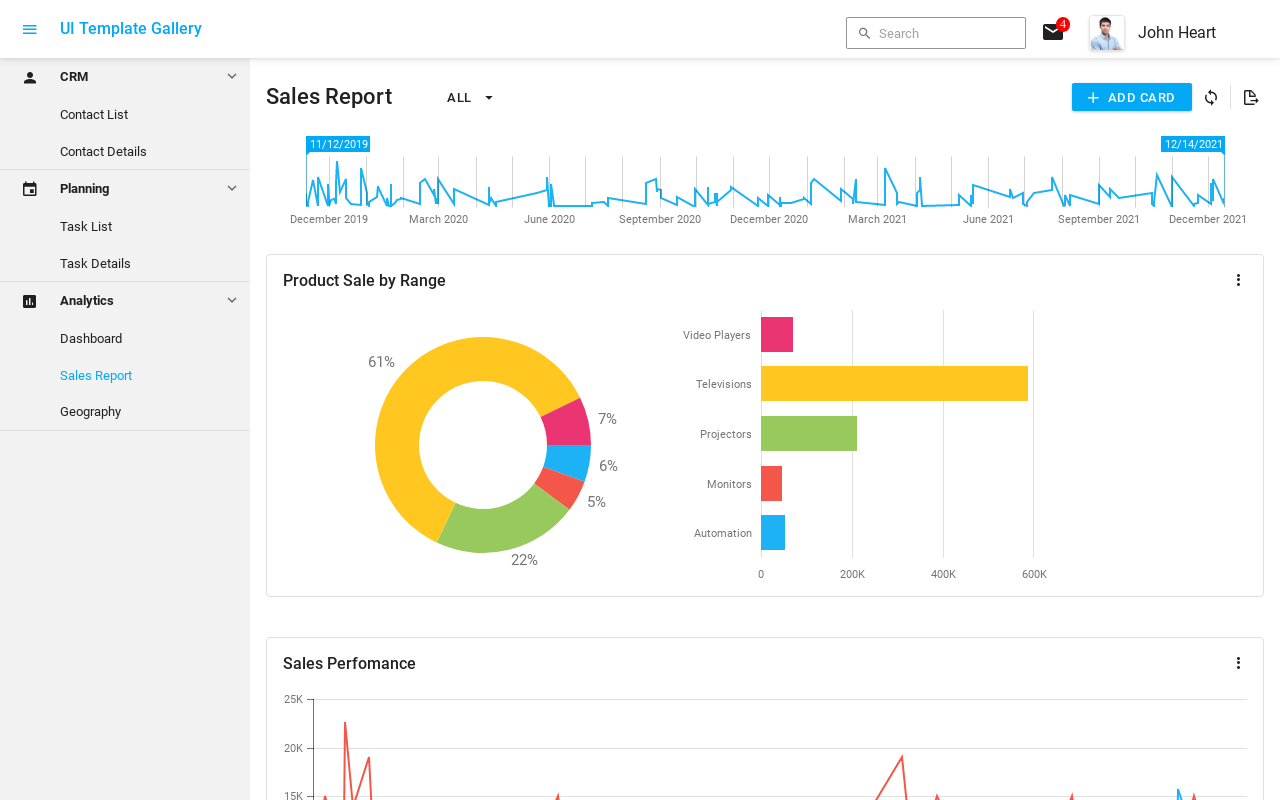 UI Template Gallery
Search
4
John Heart
CRM
Contact List
Contact Details
Planning
Task List
Task Details
Analytics
Dashboard
Sales Report
Geography
Sales Report
ALL
ADD CARD
11/12/2019
12/14/2021
December 2019 March 2020 June 2020 September 2020 December 2020 March 2021 June 2021 September 2021 December 2021
Product Sale by Range
61%
7%
6%
5%
22%
Video Players
Televisions
Projectors
Monitors
Automation
0 200K 400K 600K
Sales Perfomance
25K
20K
15K